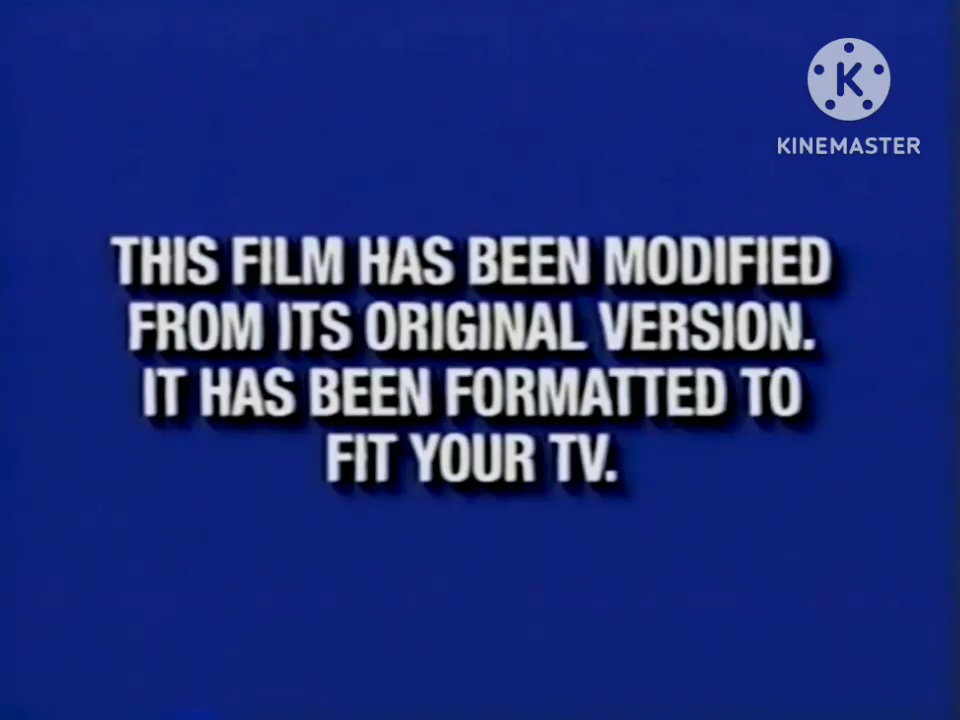 K
KINEMASTER
THIS FILM HAS BEEN MODIFIED
FROM ITS ORIGINAL VERSION.
IT HAS BEEN FORMATTED TO
FIT YOUR TV.